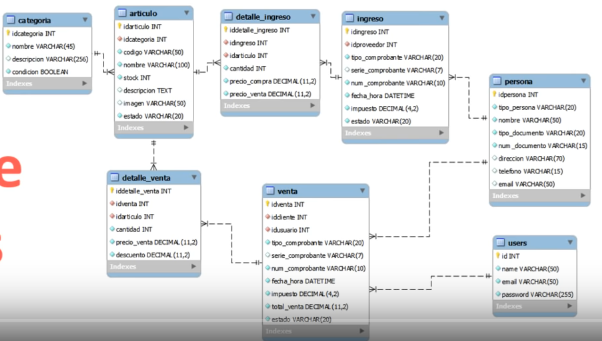 categoria
idcategoria INT
nombre VARCHAR(45)
descripcion VARCHAR(256)
condicion BOOLEAN
Indexes
articulo
idarticulo INT
idcategoria INT
codigo VARCHAR(50)
nombre VARCHAR(100)
stock INT
descripcion TEXT
imagen VARCHAR(50)
estado VARCHAR(20)
Indexes
detalle_ingreso
iddetalle_ingreso INT
idingreso INT
idarticulo INT
cantidad INT
precio_compra DECIMAL(11,2)
precio_venta DECIMAL(11,2)
Indexes
ingreso
idingreso INT
idproveedor INT
tipo_comprobante VARCHAR(20)
serie_comprobante VARCHAR(7)
num_comprobante VARCHAR(10)
fecha_hora DATETIME
impuesto DECIMAL(4,2)
estado VARCHAR(20)
Indexes
persona
idpersona INT
tipo_persona VARCHAR(20)
nombre VARCHAR(50)
tipo_documento VARCHAR(20)
num_documento VARCHAR(15)
direccion VARCHAR(70)
telefono VARCHAR(15)
email VARCHAR(50)
Indexes
e
s
detalle_venta
iddetalle_venta INT
idventa INT
idarticulo INT
cantidad INT
precio_venta DECIMAL(11,2)
descuento DECIMAL(11,2)
Indexes
venta
idventa INT
idcliente INT
idusuario INT
tipo_comprobante VARCHAR(20)
serie_comprobante VARCHAR(7)
num_comprobante VARCHAR(10)
fecha_hora DATETIME
impuesto DECIMAL(4,2)
total_venta DECIMAL(11,2)
estado VARCHAR(20)
Indexes
users
id INT
name VARCHAR(50)
email VARCHAR(50)
password VARCHAR(255)
Indexes